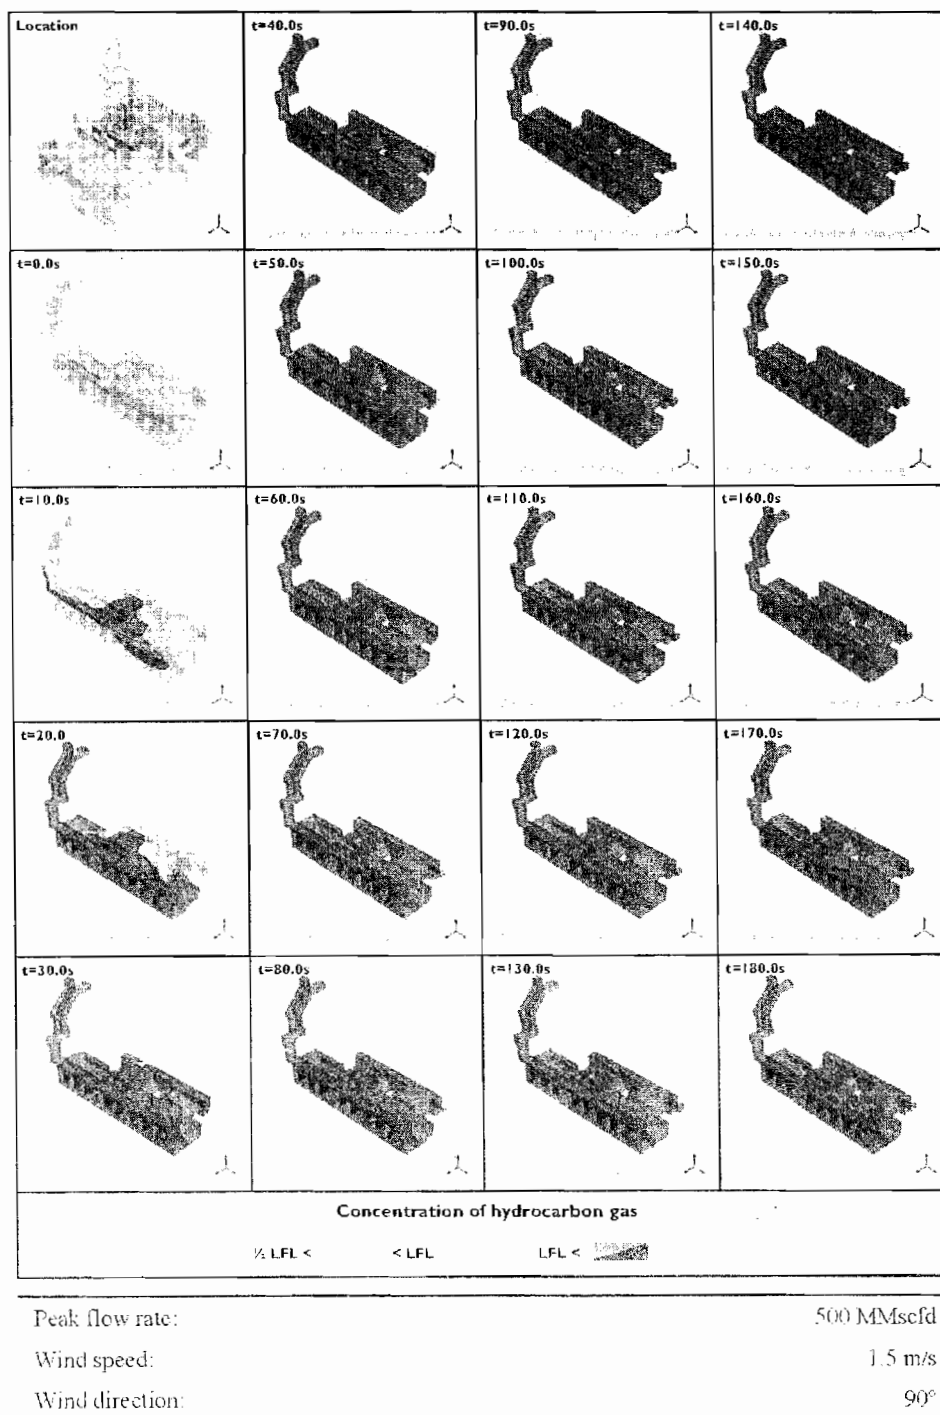 Location t=40.0s t=90.0s t=140.0s
t=0.0s t=50.0s t=100.0s t=150.0s
t=10.0s t=60.0s t=110.0s t=160.0s
t=20.0 t=70.0s t=120.0s t=170.0s
t=30.0s t=80.0s t=130.0s t=180.0s
Concentration of hydrocarbon gas
½ LFL < < LFL LFL <
Peak flow rate: 500 MMscfd
Wind speed: 1.5 m/s
Wind direction: 90°